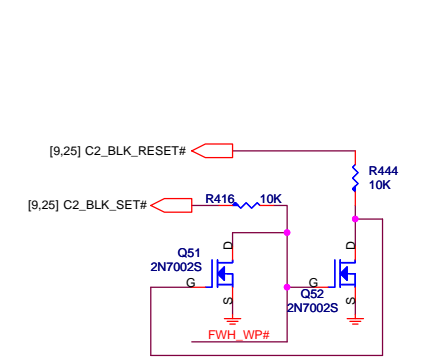 [9,25] C2_BLK_RESET#
R444
10K
[9,25] C2_BLK_SET#
R416
10K
Q51
2N7002S
D
G
S
D
G
S
Q52
2N7002S
FWH_WP#